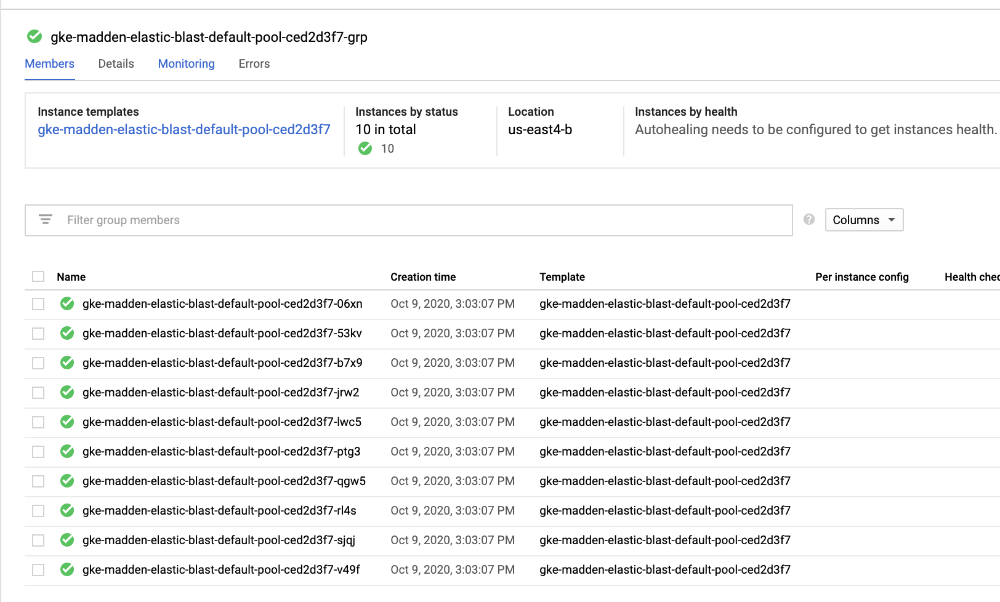 gke-madden-elastic-blast-default-pool-ced2d3f7-grp
Members Details Monitoring Errors
Instance templates Instances by status Location Instances by health
gke-madden-elastic-blast-default-pool-ced2d3f7 10 in total us-east4-b Autohealing needs to be configured to get instances health.
10
Filter group members ? Columns
Name Creation time Template Per instance config Health chec
gke-madden-elastic-blast-default-pool-ced2d3f7-06xn Oct 9, 2020, 3:03:07 PM gke-madden-elastic-blast-default-pool-ced2d3f7
gke-madden-elastic-blast-default-pool-ced2d3f7-53kv Oct 9, 2020, 3:03:07 PM gke-madden-elastic-blast-default-pool-ced2d3f7
gke-madden-elastic-blast-default-pool-ced2d3f7-b7x9 Oct 9, 2020, 3:03:07 PM gke-madden-elastic-blast-default-pool-ced2d3f7
gke-madden-elastic-blast-default-pool-ced2d3f7-jrw2 Oct 9, 2020, 3:03:07 PM gke-madden-elastic-blast-default-pool-ced2d3f7
gke-madden-elastic-blast-default-pool-ced2d3f7-lwc5 Oct 9, 2020, 3:03:07 PM gke-madden-elastic-blast-default-pool-ced2d3f7
gke-madden-elastic-blast-default-pool-ced2d3f7-ptg3 Oct 9, 2020, 3:03:07 PM gke-madden-elastic-blast-default-pool-ced2d3f7
gke-madden-elastic-blast-default-pool-ced2d3f7-qgw5 Oct 9, 2020, 3:03:07 PM gke-madden-elastic-blast-default-pool-ced2d3f7
gke-madden-elastic-blast-default-pool-ced2d3f7-rl4s Oct 9, 2020, 3:03:07 PM gke-madden-elastic-blast-default-pool-ced2d3f7
gke-madden-elastic-blast-default-pool-ced2d3f7-sjqj Oct 9, 2020, 3:03:07 PM gke-madden-elastic-blast-default-pool-ced2d3f7
gke-madden-elastic-blast-default-pool-ced2d3f7-v49f Oct 9, 2020, 3:03:07 PM gke-madden-elastic-blast-default-pool-ced2d3f7